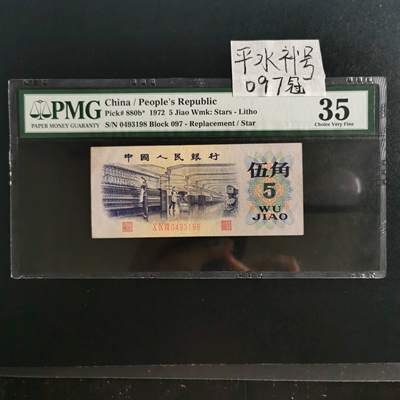 平水补号
097冠
PMG
PAPER MONEY GUARANTY
China / People's Republic
Pick# 880b* 1972 5 Jiao Wmk: Stars - Litho
S/N 0493198 Block 097 - Replacement / Star
35
Choice Very Fine
中国人民银行
伍角
5
WU
JIAO
0493198